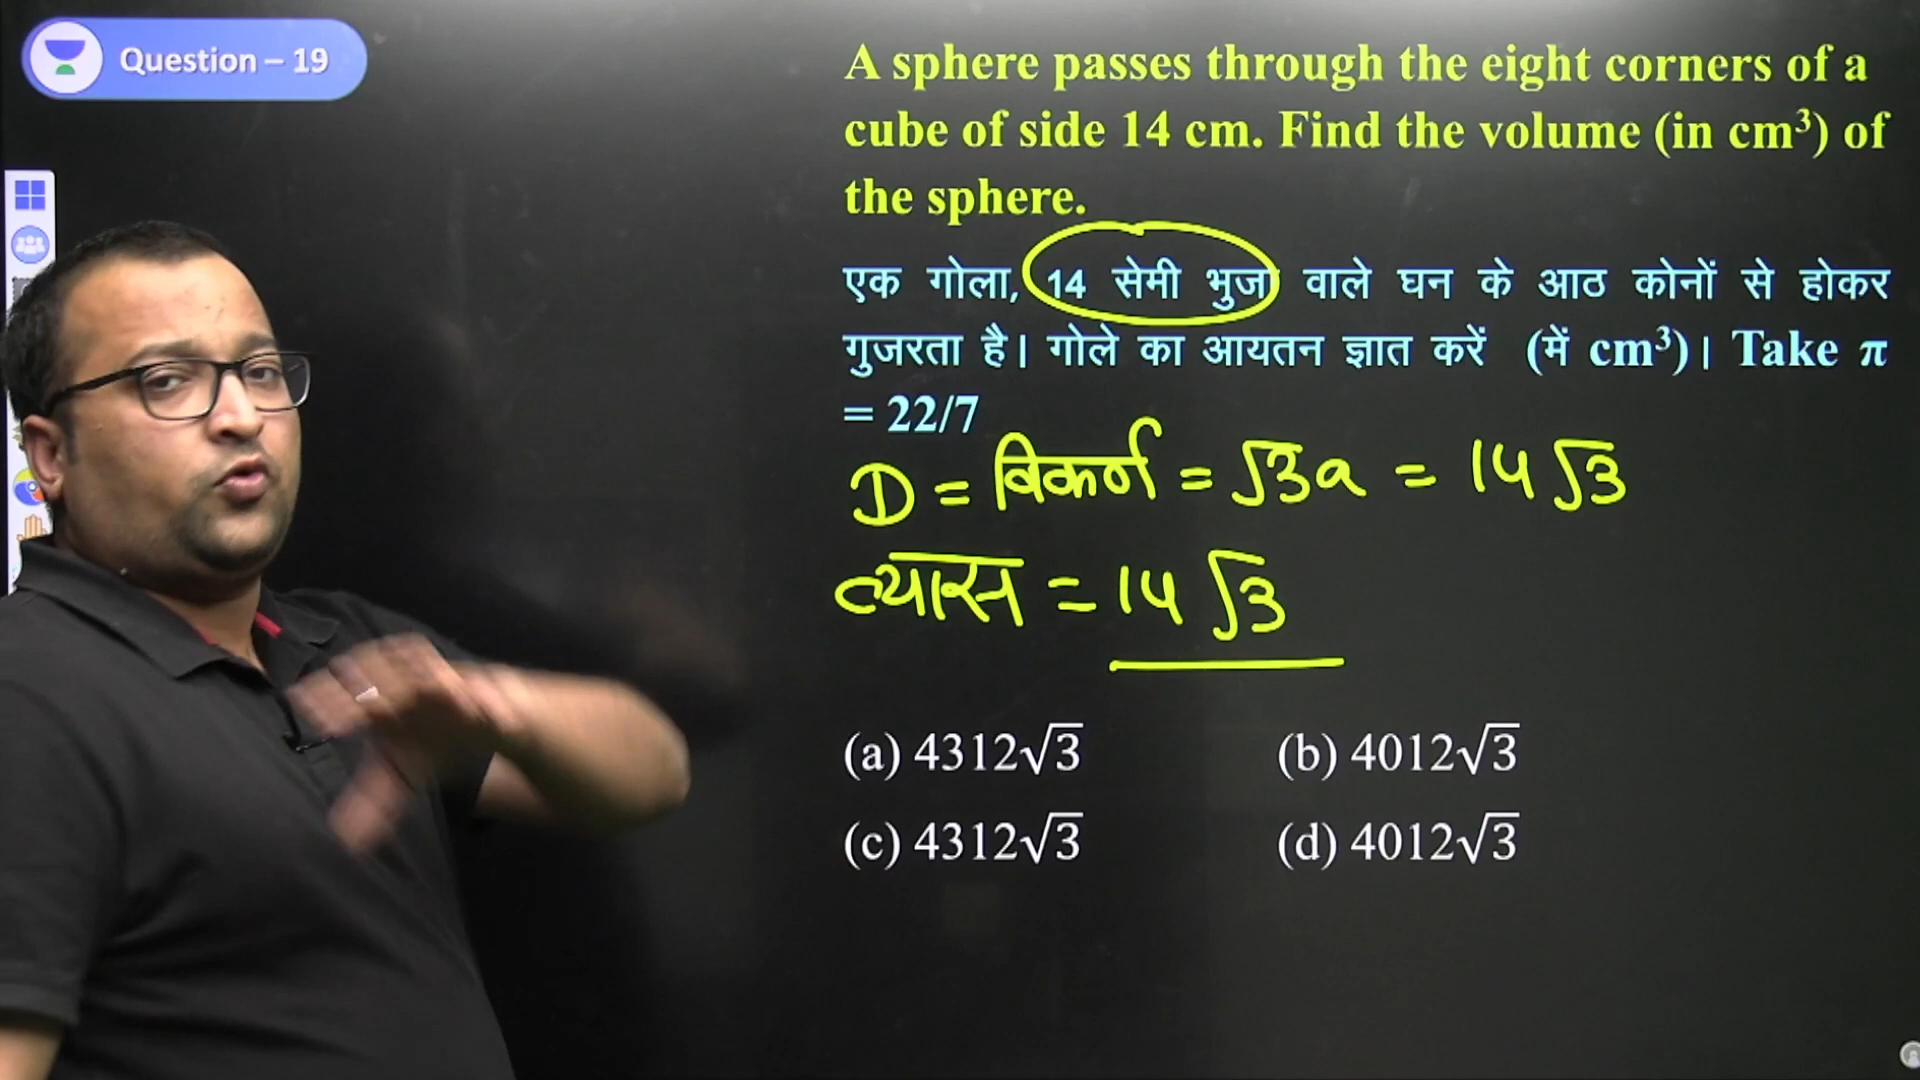 Question – 19
A sphere passes through the eight corners of a
cube of side 14 cm. Find the volume (in cm³) of
the sphere.
एक गोला, 14 सेमी भुजा वाले घन के आठ कोनों से होकर
गुजरता है। गोले का आयतन ज्ञात करें (में cm³)। Take π
= 22/7
D = विकर्ण = √3a = 14√3
व्यास = 14√3
(a) 4312√3 (b) 4012√3
(c) 4312√3 (d) 4012√3